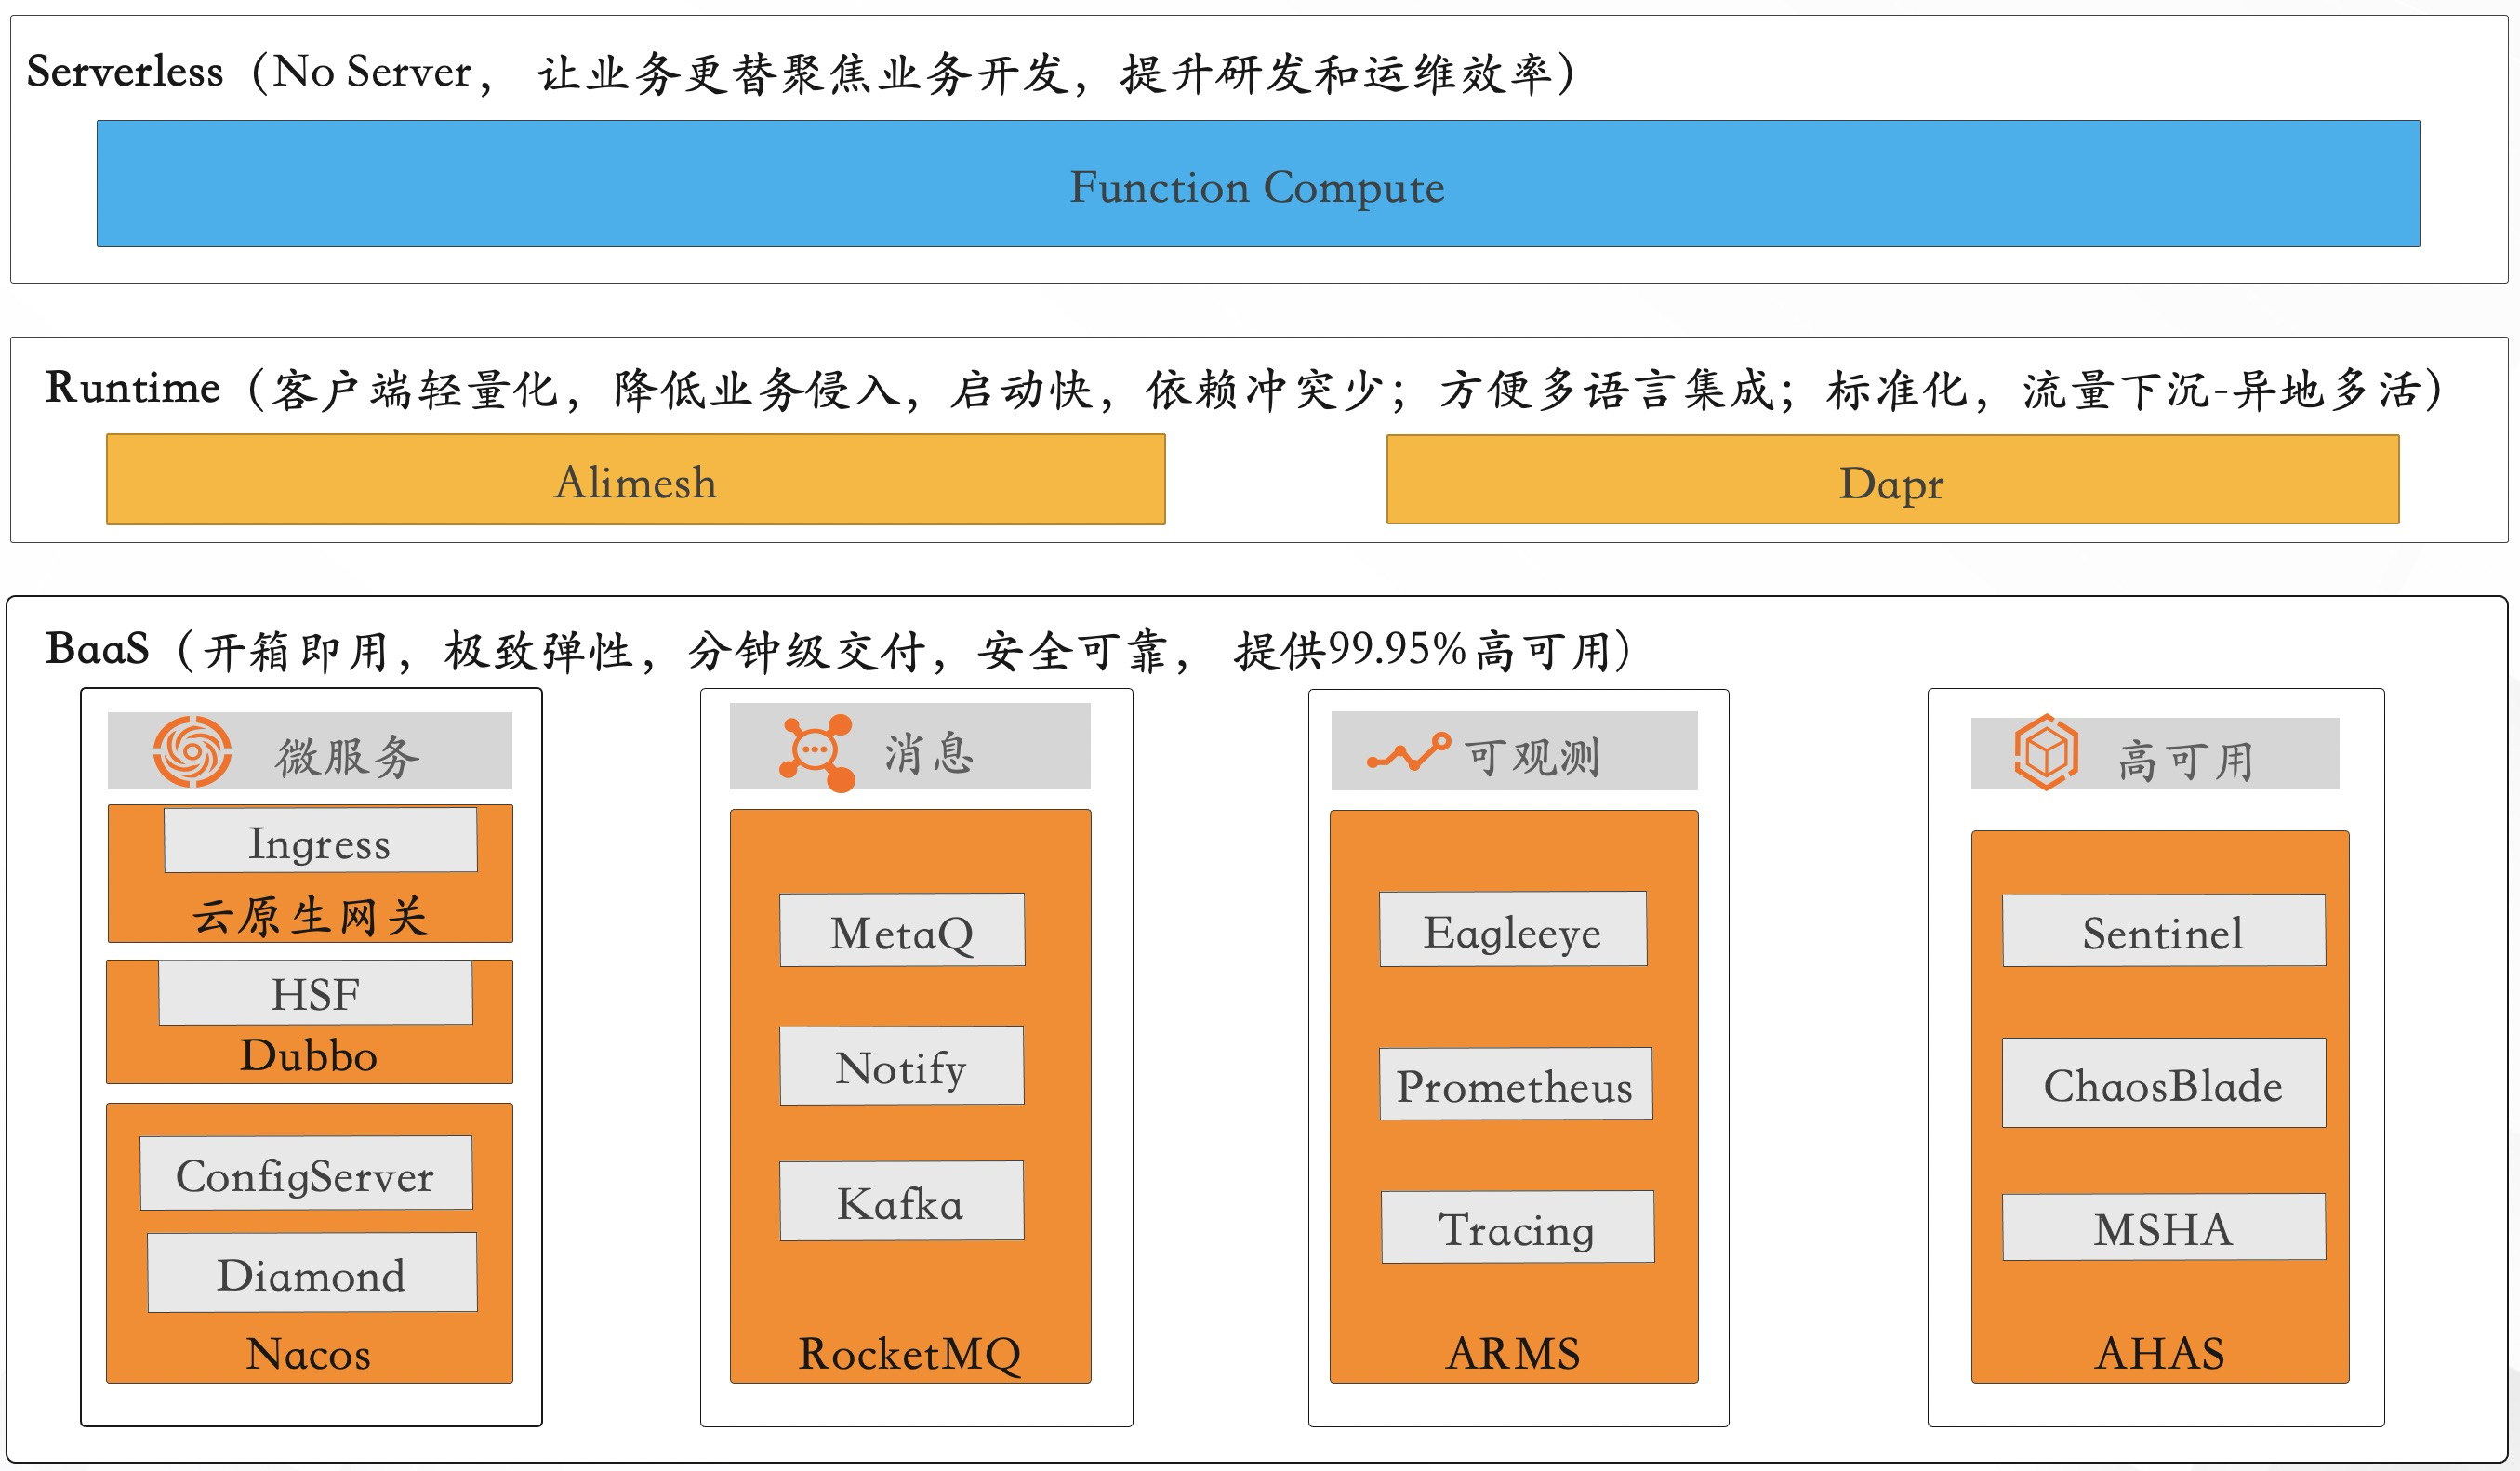 Serverless（No Server， 让业务更替聚焦业务开发，提升研发和运维效率）
Function Compute
Runtime（客户端轻量化，降低业务侵入，启动快，依赖冲突少；方便多语言集成；标准化，流量下沉-异地多活）
Alimesh
Dapr
BaaS（开箱即用，极致弹性，分钟级交付，安全可靠， 提供99.95%高可用）
微服务
Ingress
云原生网关
HSF
Dubbo
ConfigServer
Diamond
Nacos
消息
MetaQ
Notify
Kafka
RocketMQ
可观测
Eagleeye
Prometheus
Tracing
ARMS
高可用
Sentinel
ChaosBlade
MSHA
AHAS